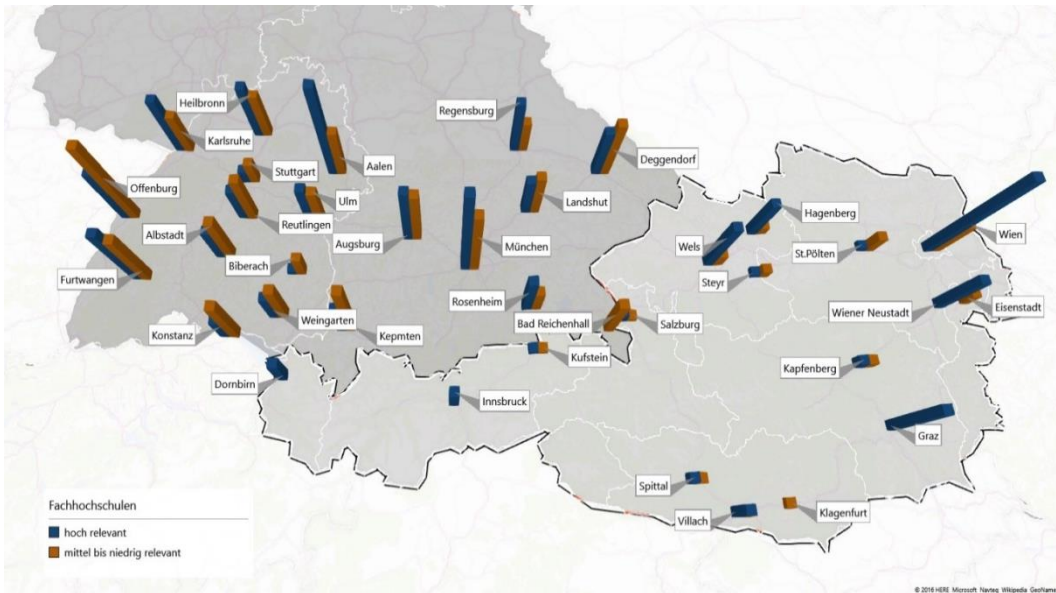 Heilbronn
Regensburg
Karlsruhe
Deggendorf
Aalen
Stuttgart
Offenburg
Ulm
Landshut
Hagenberg
Reutlingen
Albstadt
Wien
Augsburg
München
Wels
St.Pölten
Biberach
Furtwangen
Steyr
Rosenheim
Eisenstadt
Wiener Neustadt
Weingarten
Bad Reichenhall
Salzburg
Konstanz
Kepmten
Kufstein
Kapfenberg
Dornbirn
Innsbruck
Graz
Spittal
Fachhochschulen
Klagenfurt
Villach
hoch relevant
mittel bis niedrig relevant
© 2016 HERE Microsoft Navteq Wikipedia GeoName